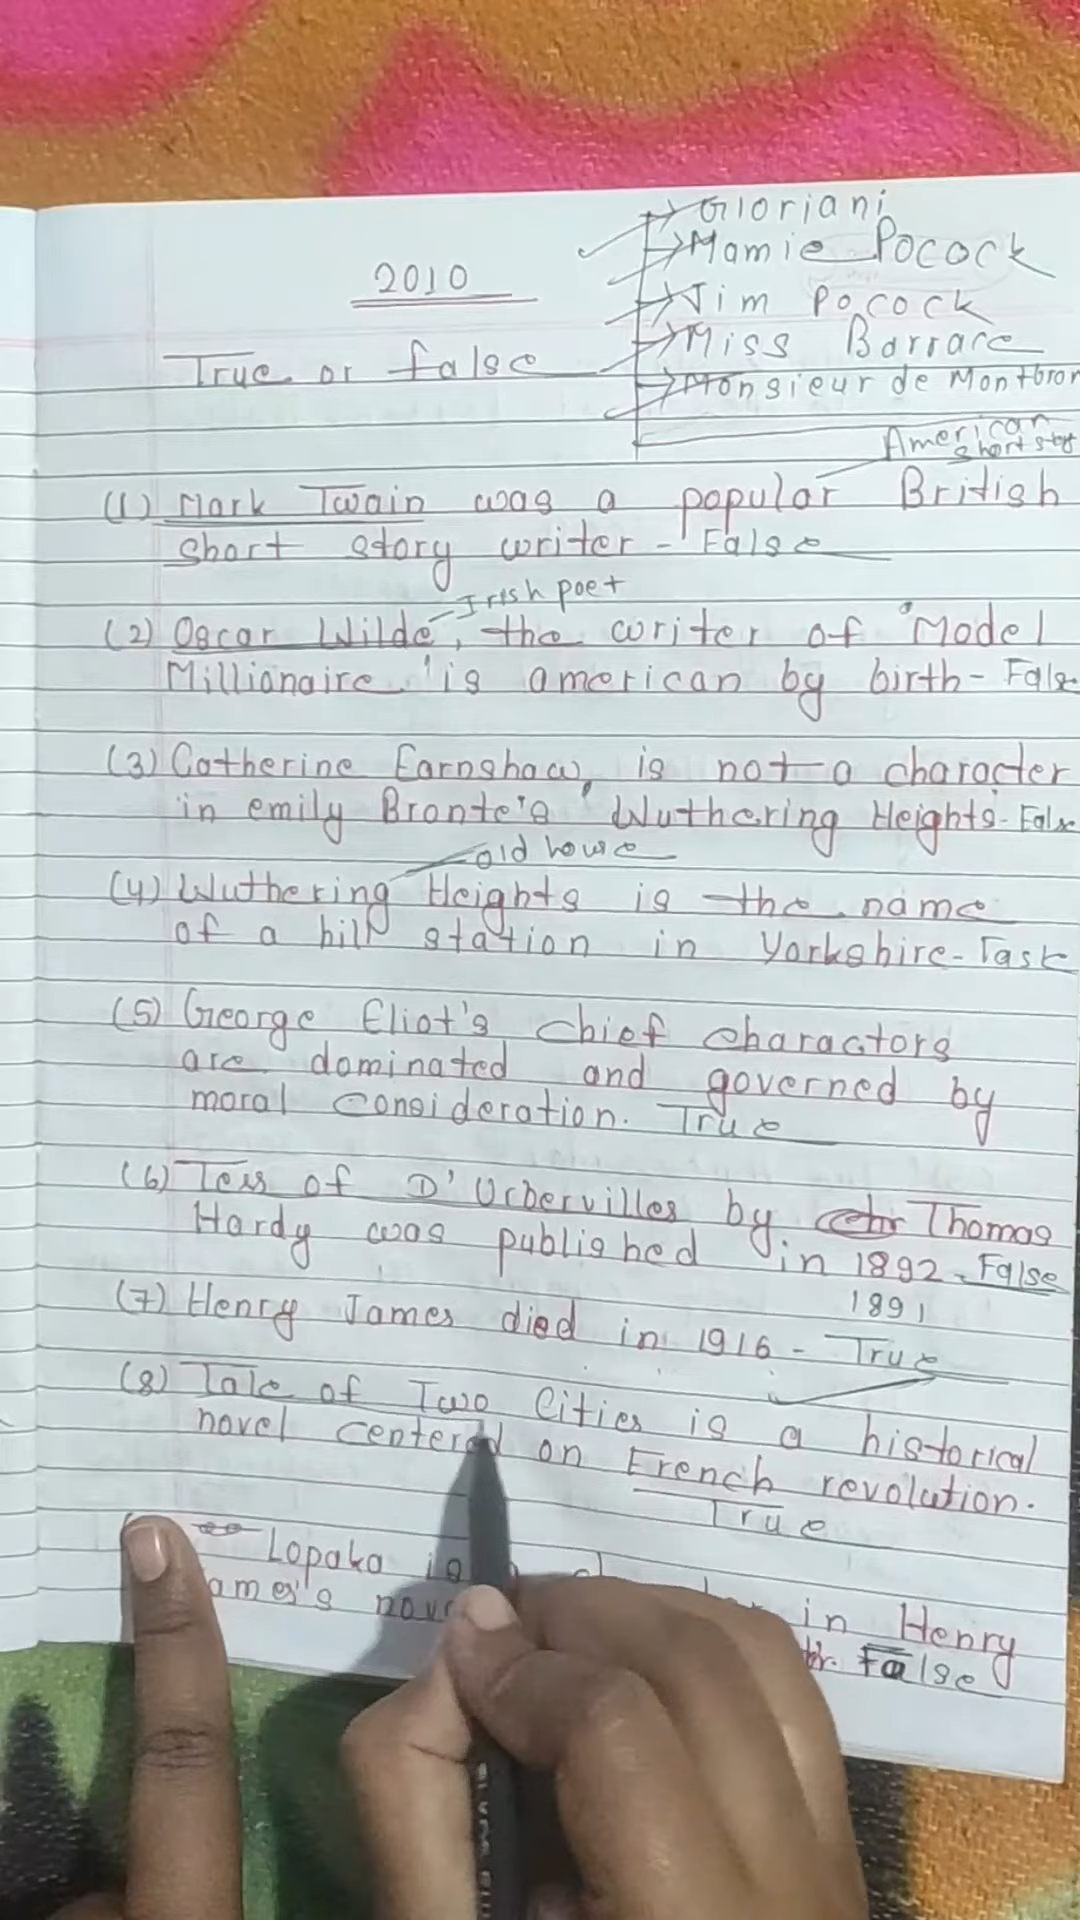 Gloriani
Mamie Pocock
2010
Jim Pocock
Miss Barrace
True or false
Monsieur de Montbron
American
short story
(1) Mark Twain was a popular British
short story writer - False
Irish poet
(2) Oscar Wilde, the writer of 'Model
Millionaire' is american by birth - False
(3) Catherine Earnshaw, is not a character
in emily Bronte's 'Wuthering Heights - False
old house
(4) Wuthering Heights is the name
of a hill station in Yorkshire -
(5) George Eliot's chief charactors
are dominated and governed by
moral consideration. True
(6) Tess of D'Urbervilles by Thomas
Hardy was published in 1892 - False
1891
(7) Henry James died in 1916 - True
(8) Tale of Two Cities is a historical
novel centered on French revolution.
True
Lopaka is in Henry
ames's False